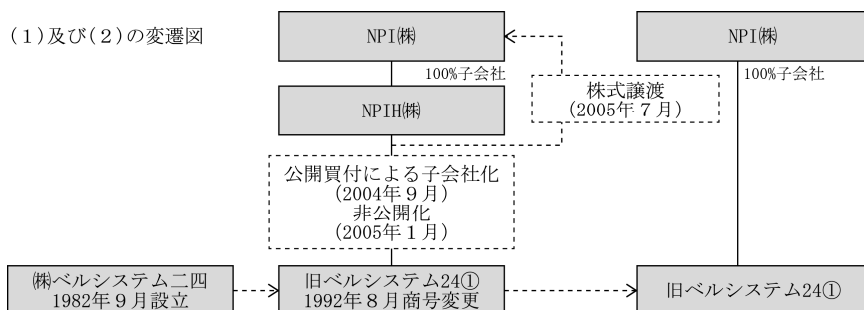 (1)及び(2)の変遷図
NPI㈱
NPI㈱
100%子会社
100%子会社
株式譲渡
(2005年7月)
NPIH㈱
公開買付による子会社化
(2004年9月)
非公開化
(2005年1月)
㈱ベルシステム二四
1982年9月設立
旧ベルシステム24①
1992年8月商号変更
旧ベルシステム24①